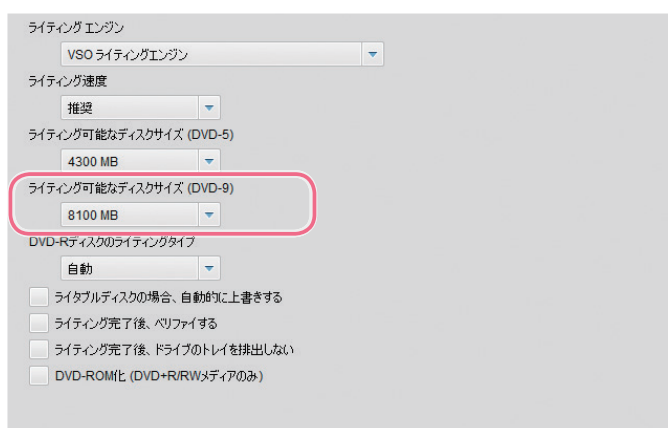 ライティング エンジン
VSO ライティングエンジン
ライティング速度
推奨
ライティング可能なディスクサイズ (DVD-5)
4300 MB
ライティング可能なディスクサイズ (DVD-9)
8100 MB
DVD-Rディスクのライティングタイプ
自動
ライタブルディスクの場合、自動的に上書きする
ライティング完了後、ベリファイする
ライティング完了後、ドライブのトレイを排出しない
DVD-ROM化 (DVD+R/RWメディアのみ)